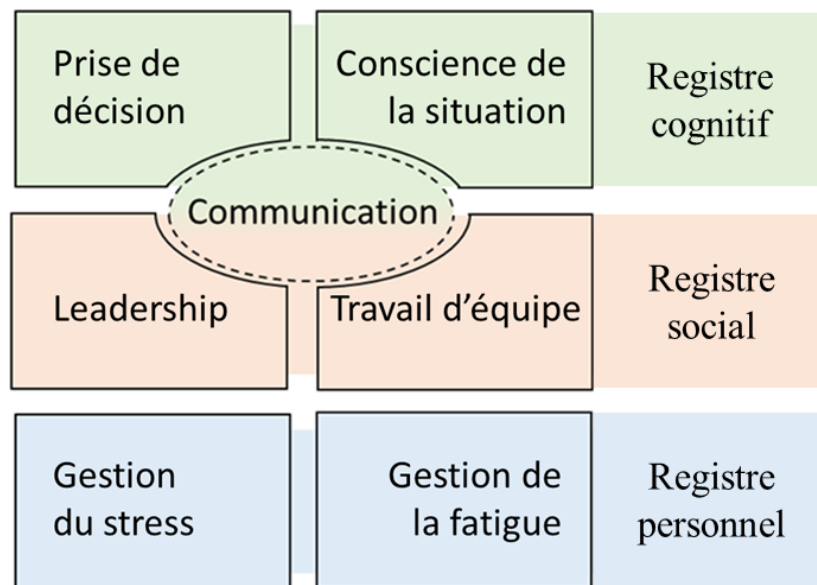 Prise de
décision
Conscience de
la situation
Registre
cognitif
Communication
Leadership
Travail d’équipe
Registre
social
Gestion
du stress
Gestion de
la fatigue
Registre
personnel